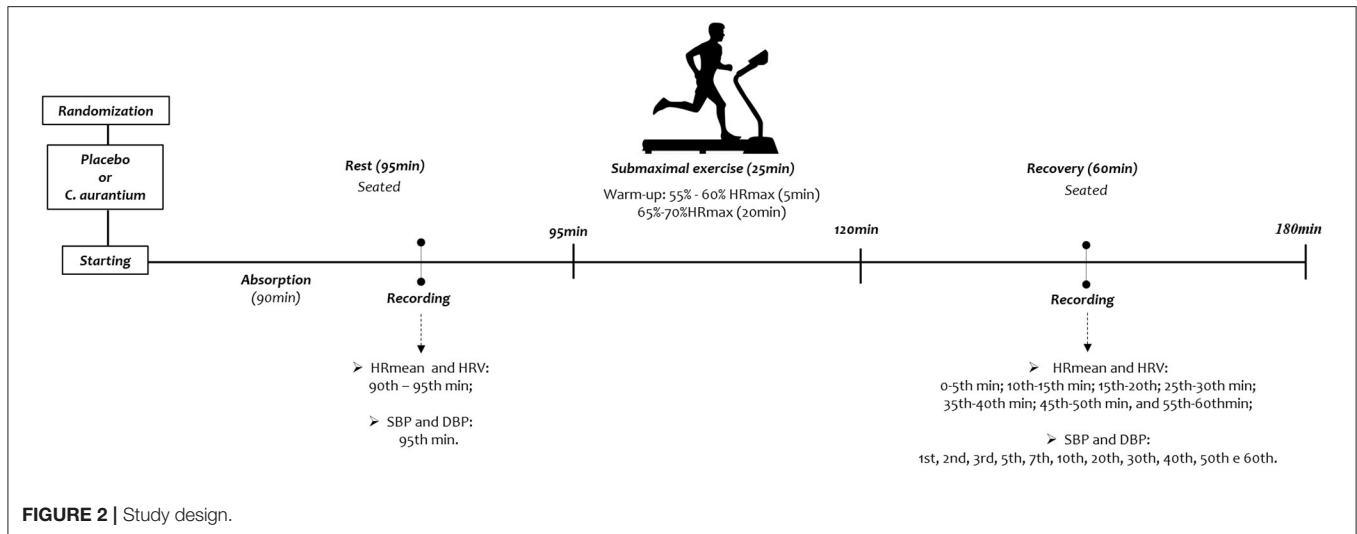 Randomization
Placebo
or
C. aurantium
Starting
Absorption
(90min)
Rest (95min)
Seated
Recording
➢ HRmean and HRV:
90th – 95th min;
➢ SBP and DBP:
95th min.
95min
Submaximal exercise (25min)
Warm-up: 55% - 60% HRmax (5min)
65%-70%HRmax (20min)
120min
Recovery (60min)
Seated
180min
Recording
➢ HRmean and HRV:
0-5th min; 10th-15th min; 15th-20th; 25th-30th min;
35th-40th min; 45th-50th min, and 55th-60thmin;
➢ SBP and DBP:
1st, 2nd, 3rd, 5th, 7th, 10th, 20th, 30th, 40th, 50th e 60th.
FIGURE 2 | Study design.